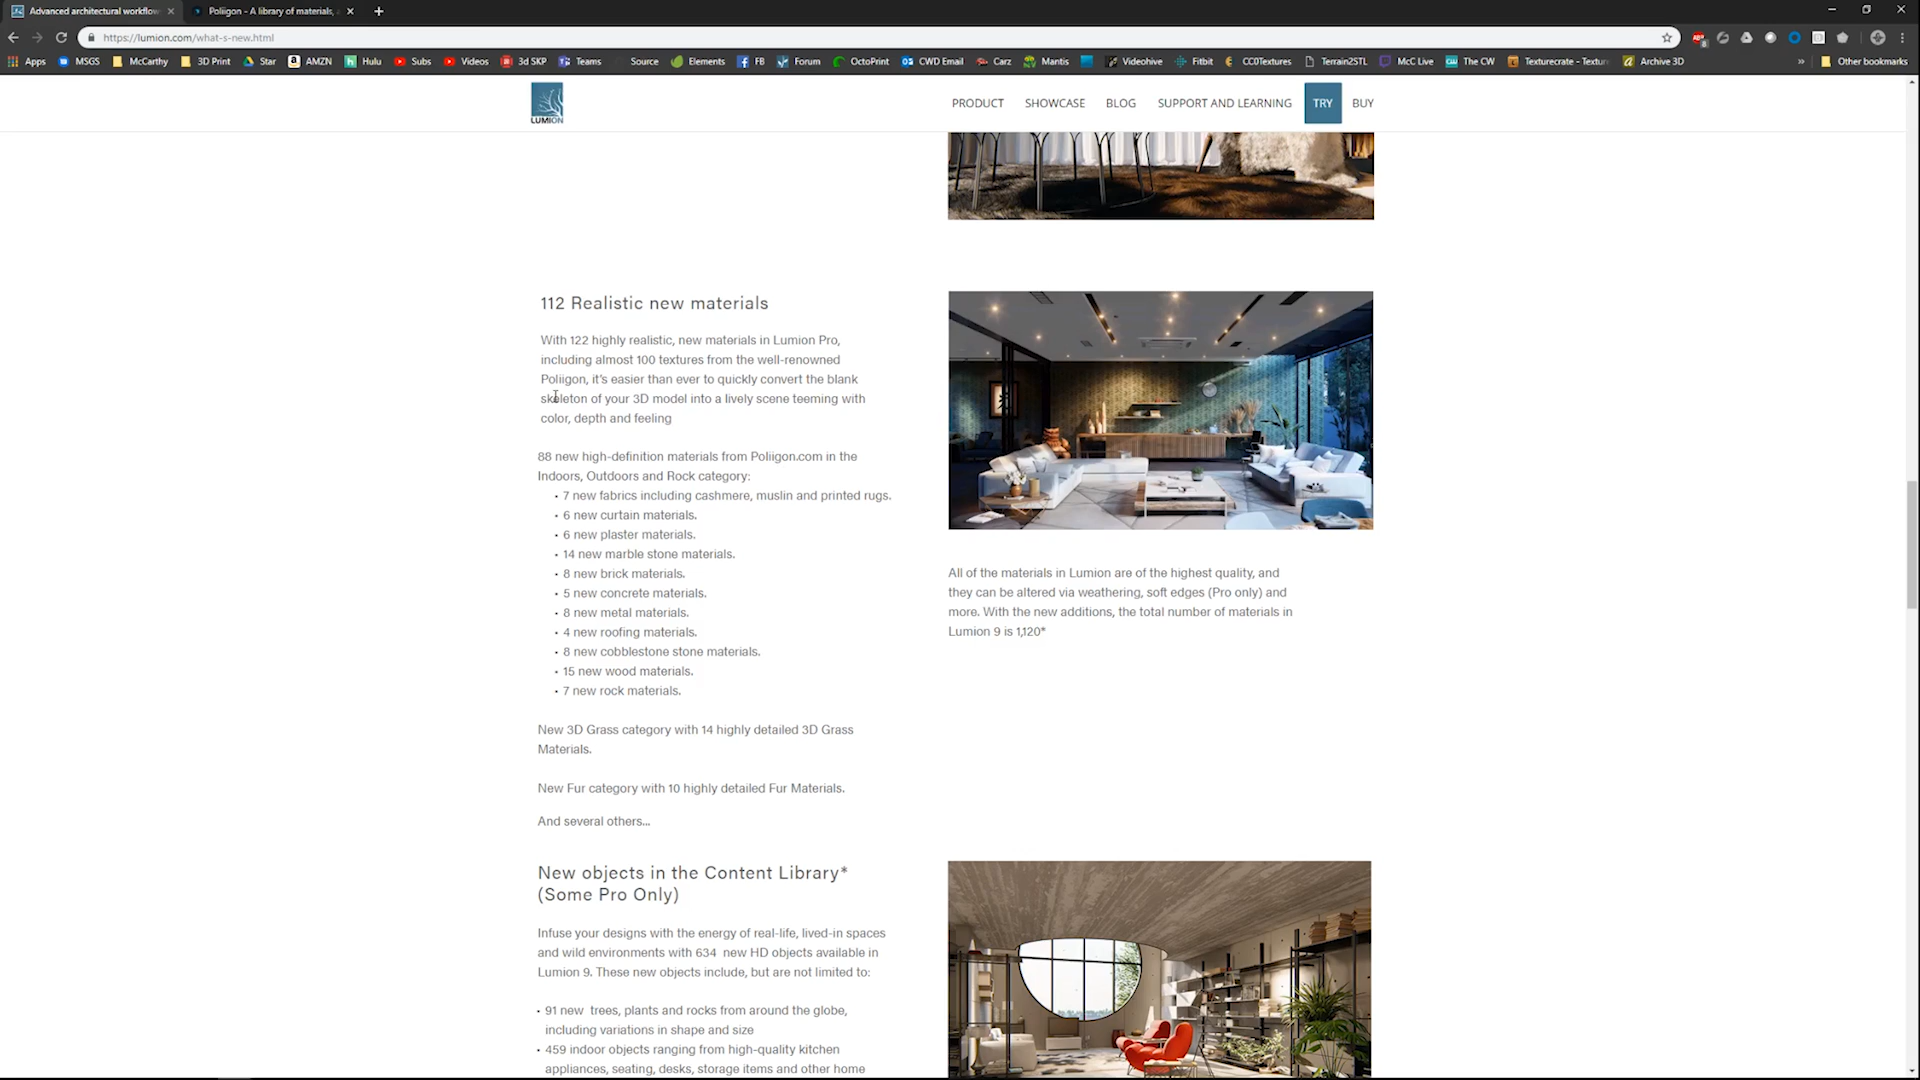 Advanced architectural workflow
Poliigon - A library of materials,
https://lumion.com/what-s-new.html
Apps
MSGS
McCarthy
3D Print
Star
AMZN
Hulu
Subs
Videos
3d SKP
Teams
Source
Elements
FB
Forum
OctoPrint
CWD Email
Carz
Mantis
Videohive
Fitbit
CC0Textures
Terrain2STL
McC Live
The CW
Texturecrate - Textur
Archive 3D
»
Other bookmarks
LUMION
PRODUCT
SHOWCASE
BLOG
SUPPORT AND LEARNING
TRY
BUY
112 Realistic new materials
With 122 highly realistic, new materials in Lumion Pro,
including almost 100 textures from the well-renowned
Poliigon, it's easier than ever to quickly convert the blank
skeleton of your 3D model into a lively scene teeming with
color, depth and feeling
88 new high-definition materials from Poliigon.com in the
Indoors, Outdoors and Rock category:
• 7 new fabrics including cashmere, muslin and printed rugs.
• 6 new curtain materials.
• 6 new plaster materials.
• 14 new marble stone materials.
• 8 new brick materials.
• 5 new concrete materials.
• 8 new metal materials.
• 4 new roofing materials.
• 8 new cobblestone stone materials.
• 15 new wood materials.
• 7 new rock materials.
New 3D Grass category with 14 highly detailed 3D Grass
Materials.
New Fur category with 10 highly detailed Fur Materials.
And several others...
All of the materials in Lumion are of the highest quality, and
they can be altered via weathering, soft edges (Pro only) and
more. With the new additions, the total number of materials in
Lumion 9 is 1,120*
New objects in the Content Library*
(Some Pro Only)
Infuse your designs with the energy of real-life, lived-in spaces
and wild environments with 634 new HD objects available in
Lumion 9. These new objects include, but are not limited to:
• 91 new trees, plants and rocks from around the globe,
including variations in shape and size
• 459 indoor objects ranging from high-quality kitchen
appliances, seating, desks, storage items and other home